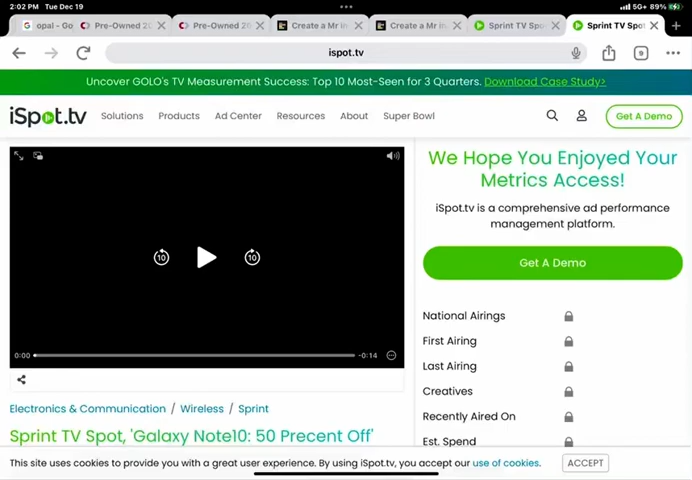 2:02 PM Tue Dec 19
5G+ 89%
opal - Go
Pre-Owned 20
Pre-Owned 20
Create a Mr in
Create a Mr in
Sprint TV Spo
Sprint TV Spo
ispot.tv
9
Uncover GOLO's TV Measurement Success: Top 10 Most-Seen for 3 Quarters. Download Case Study>
iSpot.tv
Solutions
Products
Ad Center
Resources
About
Super Bowl
Get A Demo
10
10
0:00
-0:14
We Hope You Enjoyed Your
Metrics Access!
iSpot.tv is a comprehensive ad performance
management platform.
Get A Demo
National Airings
First Airing
Last Airing
Creatives
Recently Aired On
Est. Spend
Electronics & Communication / Wireless / Sprint
Sprint TV Spot, 'Galaxy Note10: 50 Precent Off'
This site uses cookies to provide you with a great user experience. By using iSpot.tv, you accept our use of cookies.
ACCEPT